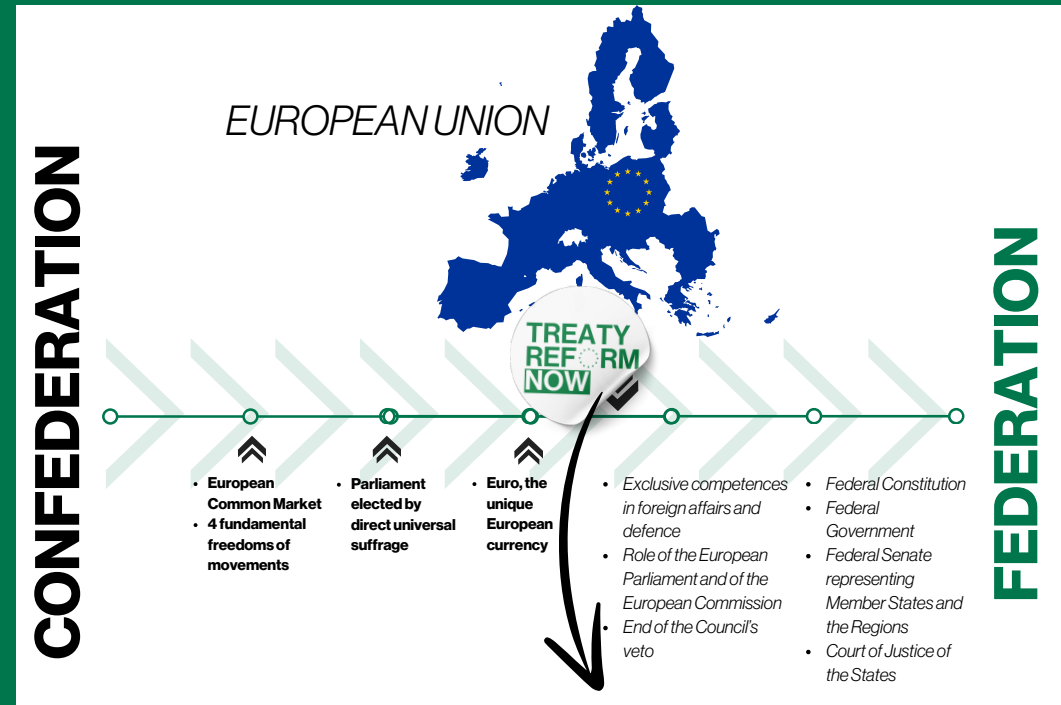 EUROPEAN UNION
CONFEDERATION
TREATY
REFORM
NOW
FEDERATION
• European
Common Market
• 4 fundamental
freedoms of
movements
• Parliament
elected by
direct universal
suffrage
• Euro, the
unique
European
currency
• Exclusive competences
in foreign affairs and
defence
• Role of the European
Parliament and of the
European Commission
• End of the Council's
veto
• Federal Constitution
• Federal
Government
• Federal Senate
representing
Member States and
the Regions
• Court of Justice of
the States